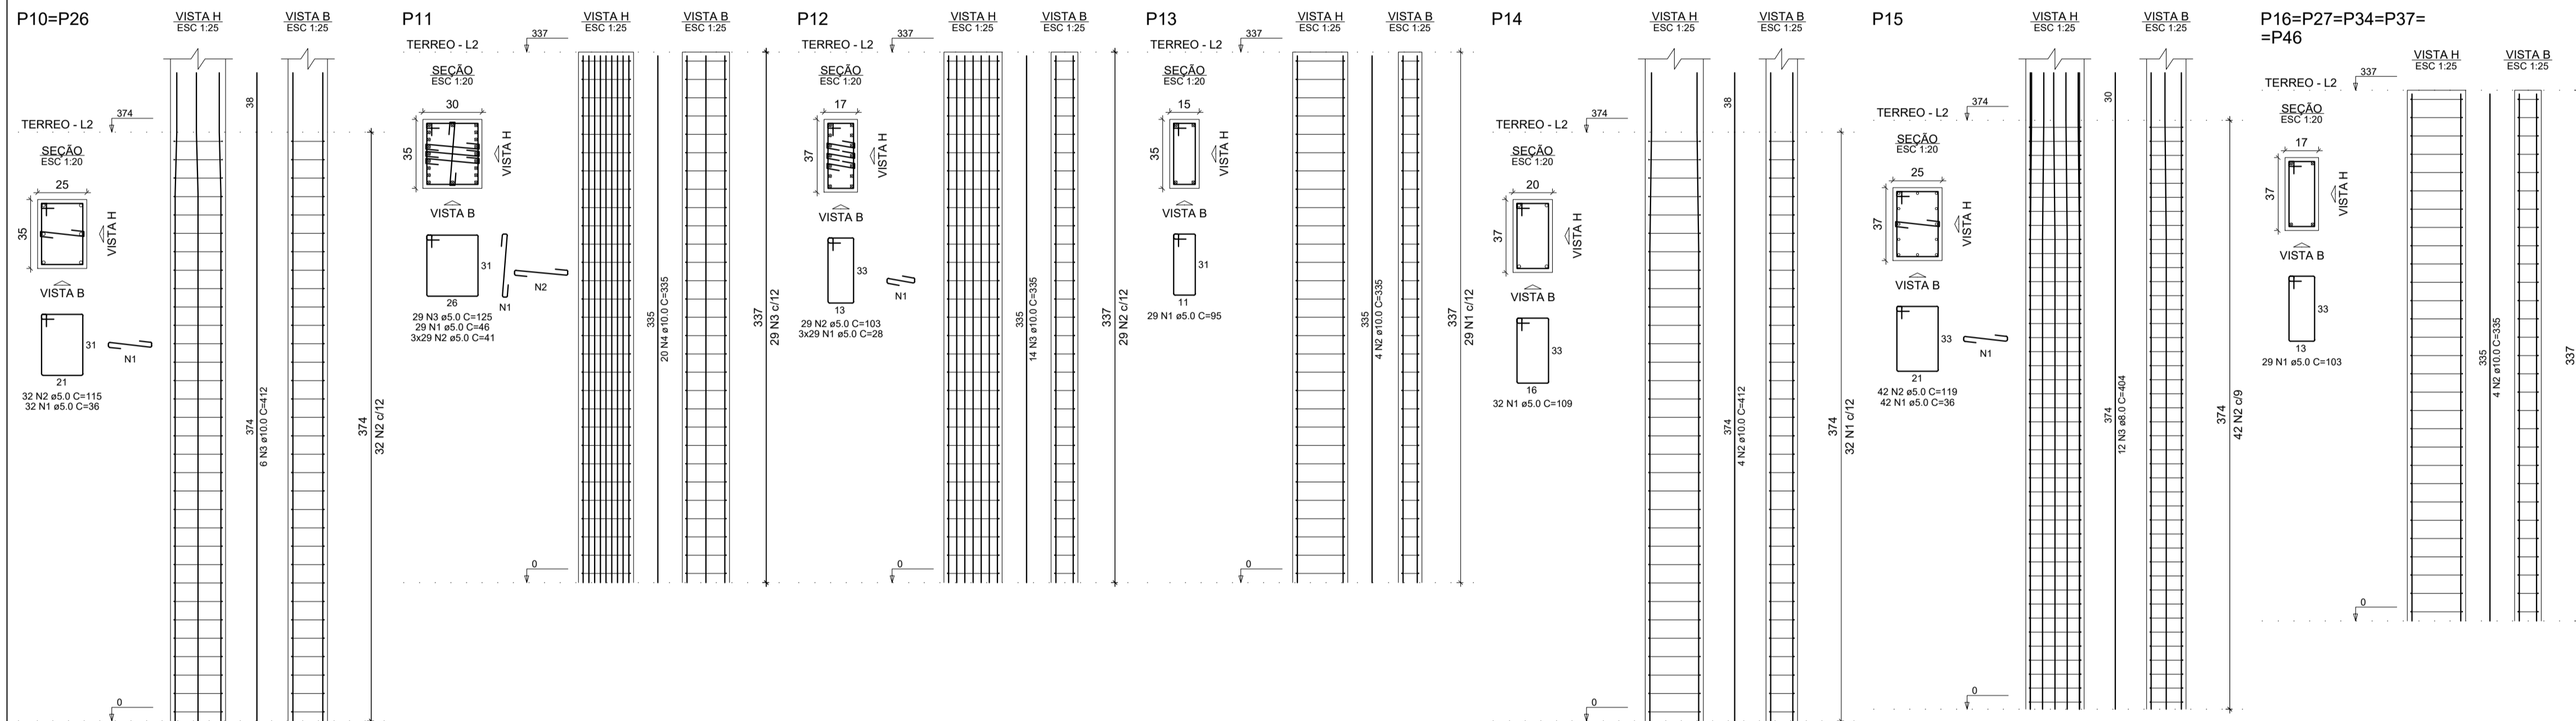 P10=P26
VISTA H
ESC 1:25
VISTA B
ESC 1:25
TERREO - L2
374
SEÇÃO
ESC 1:20
25
35
VISTA H
VISTA B
31
N1
21
32 N2 ø5.0 C=115
32 N1 ø5.0 C=36
38
374
6 N3 ø10.0 C=412
374
32 N2 c/12
0
P11
VISTA H
ESC 1:25
VISTA B
ESC 1:25
TERREO - L2
337
SEÇÃO
ESC 1:20
30
35
VISTA H
VISTA B
31
N2
26
N1
29 N3 ø5.0 C=125
29 N1 ø5.0 C=46
3x29 N2 ø5.0 C=41
335
20 N4 ø10.0 C=335
337
29 N3 c/12
0
P12
VISTA H
ESC 1:25
VISTA B
ESC 1:25
TERREO - L2
337
SEÇÃO
ESC 1:20
17
37
VISTA H
VISTA B
33
N1
13
29 N2 ø5.0 C=103
3x29 N1 ø5.0 C=28
335
14 N3 ø10.0 C=335
337
29 N2 c/12
0
P13
VISTA H
ESC 1:25
VISTA B
ESC 1:25
TERREO - L2
337
SEÇÃO
ESC 1:20
15
35
VISTA H
VISTA B
31
11
29 N1 ø5.0 C=95
335
4 N2 ø10.0 C=335
337
29 N1 c/12
0
P14
VISTA H
ESC 1:25
VISTA B
ESC 1:25
TERREO - L2
374
SEÇÃO
ESC 1:20
20
37
VISTA H
VISTA B
33
16
32 N1 ø5.0 C=109
38
374
4 N2 ø10.0 C=412
374
32 N1 c/12
0
P15
VISTA H
ESC 1:25
VISTA B
ESC 1:25
TERREO - L2
374
SEÇÃO
ESC 1:20
25
37
VISTA H
VISTA B
33
N1
21
42 N2 ø5.0 C=119
42 N1 ø5.0 C=36
30
374
12 N3 ø8.0 C=404
374
42 N2 c/9
0
P16=P27=P34=P37=
=P46
VISTA H
ESC 1:25
VISTA B
ESC 1:25
TERREO - L2
337
SEÇÃO
ESC 1:20
17
37
VISTA H
VISTA B
33
13
29 N1 ø5.0 C=103
335
4 N2 ø10.0 C=335
337
0